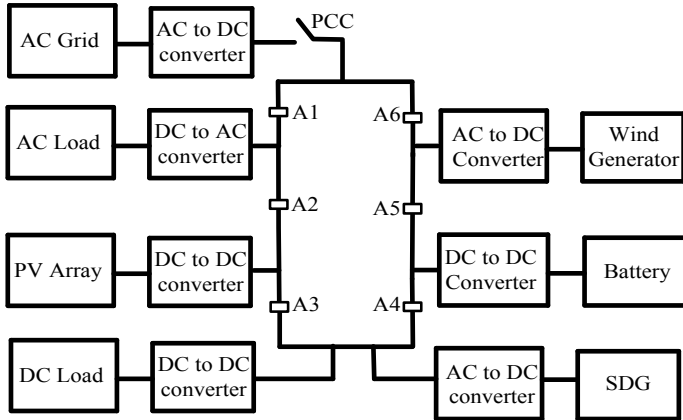 AC Grid
AC to DC
converter
PCC
AC Load
DC to AC
converter
A1
A6
AC to DC
Converter
Wind
Generator
A2
A5
PV Array
DC to DC
converter
DC to DC
Converter
Battery
A3
A4
DC Load
DC to DC
converter
AC to DC
converter
SDG